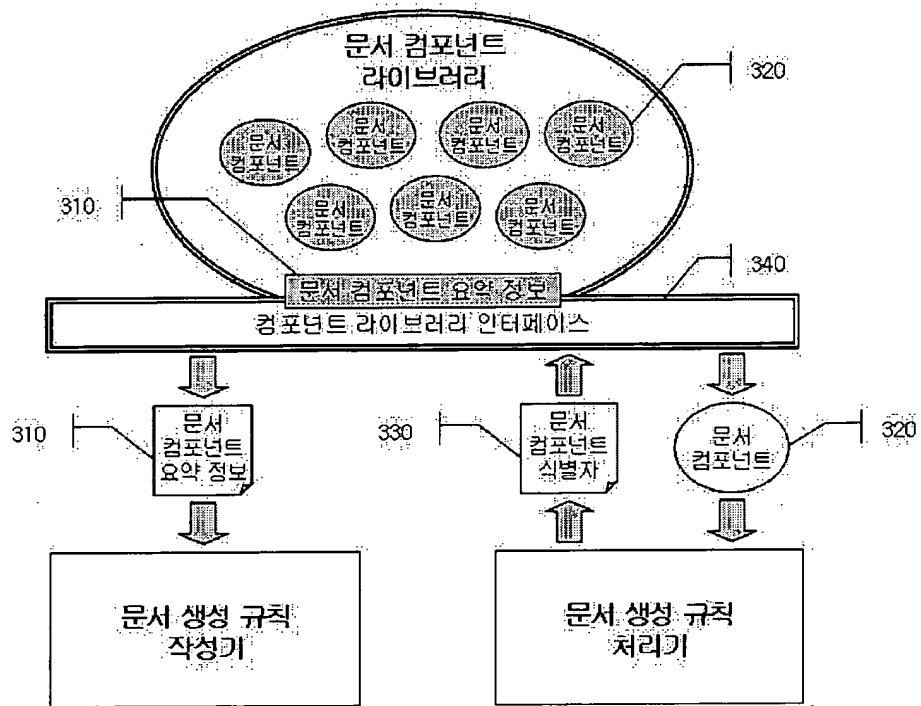 문서 컴포넌트
라이브러리
320
문서
컴포넌트
문서
컴포넌트
문서
컴포넌트
문서
컴포넌트
310
문서
컴포넌트
문서
컴포넌트
문서
컴포넌트
340
문서 컴포넌트 요약 정보
컴포넌트 라이브러리 인터페이스
310
문서
컴포넌트
요약 정보
330
문서
컴포넌트
식별자
문서
컴포넌트
320
문서 생성 규칙
작성기
문서 생성 규칙
처리기